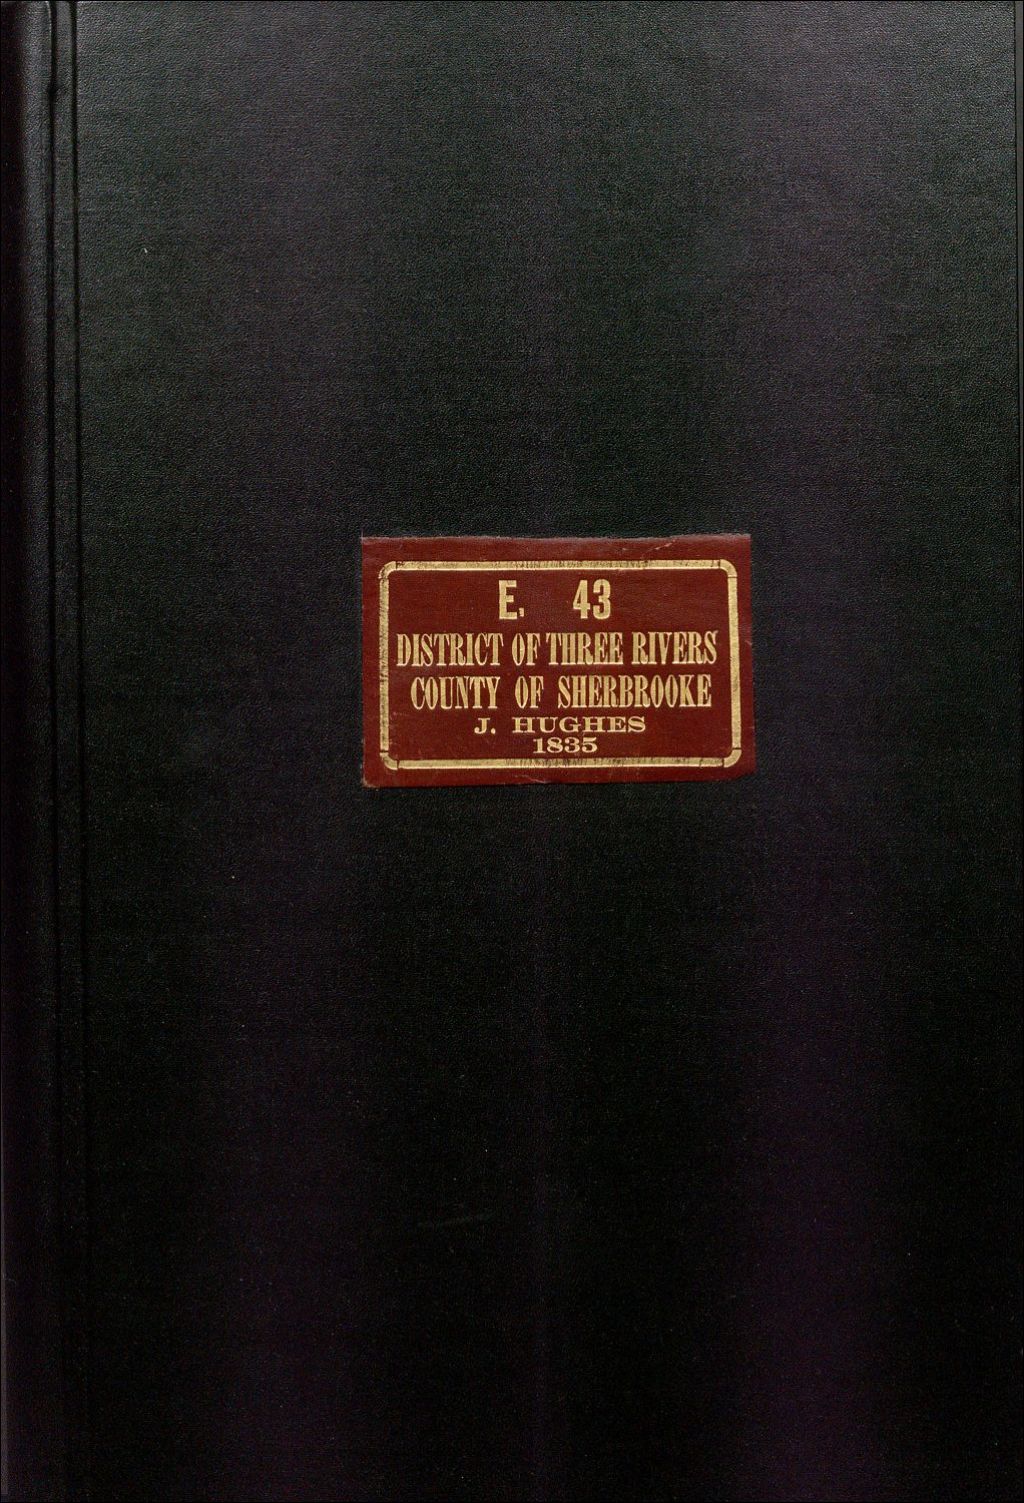 E. 43
DISTRICT OF THREE RIVERS
COUNTY OF SHERBROOKE
J. HUGHES
1835